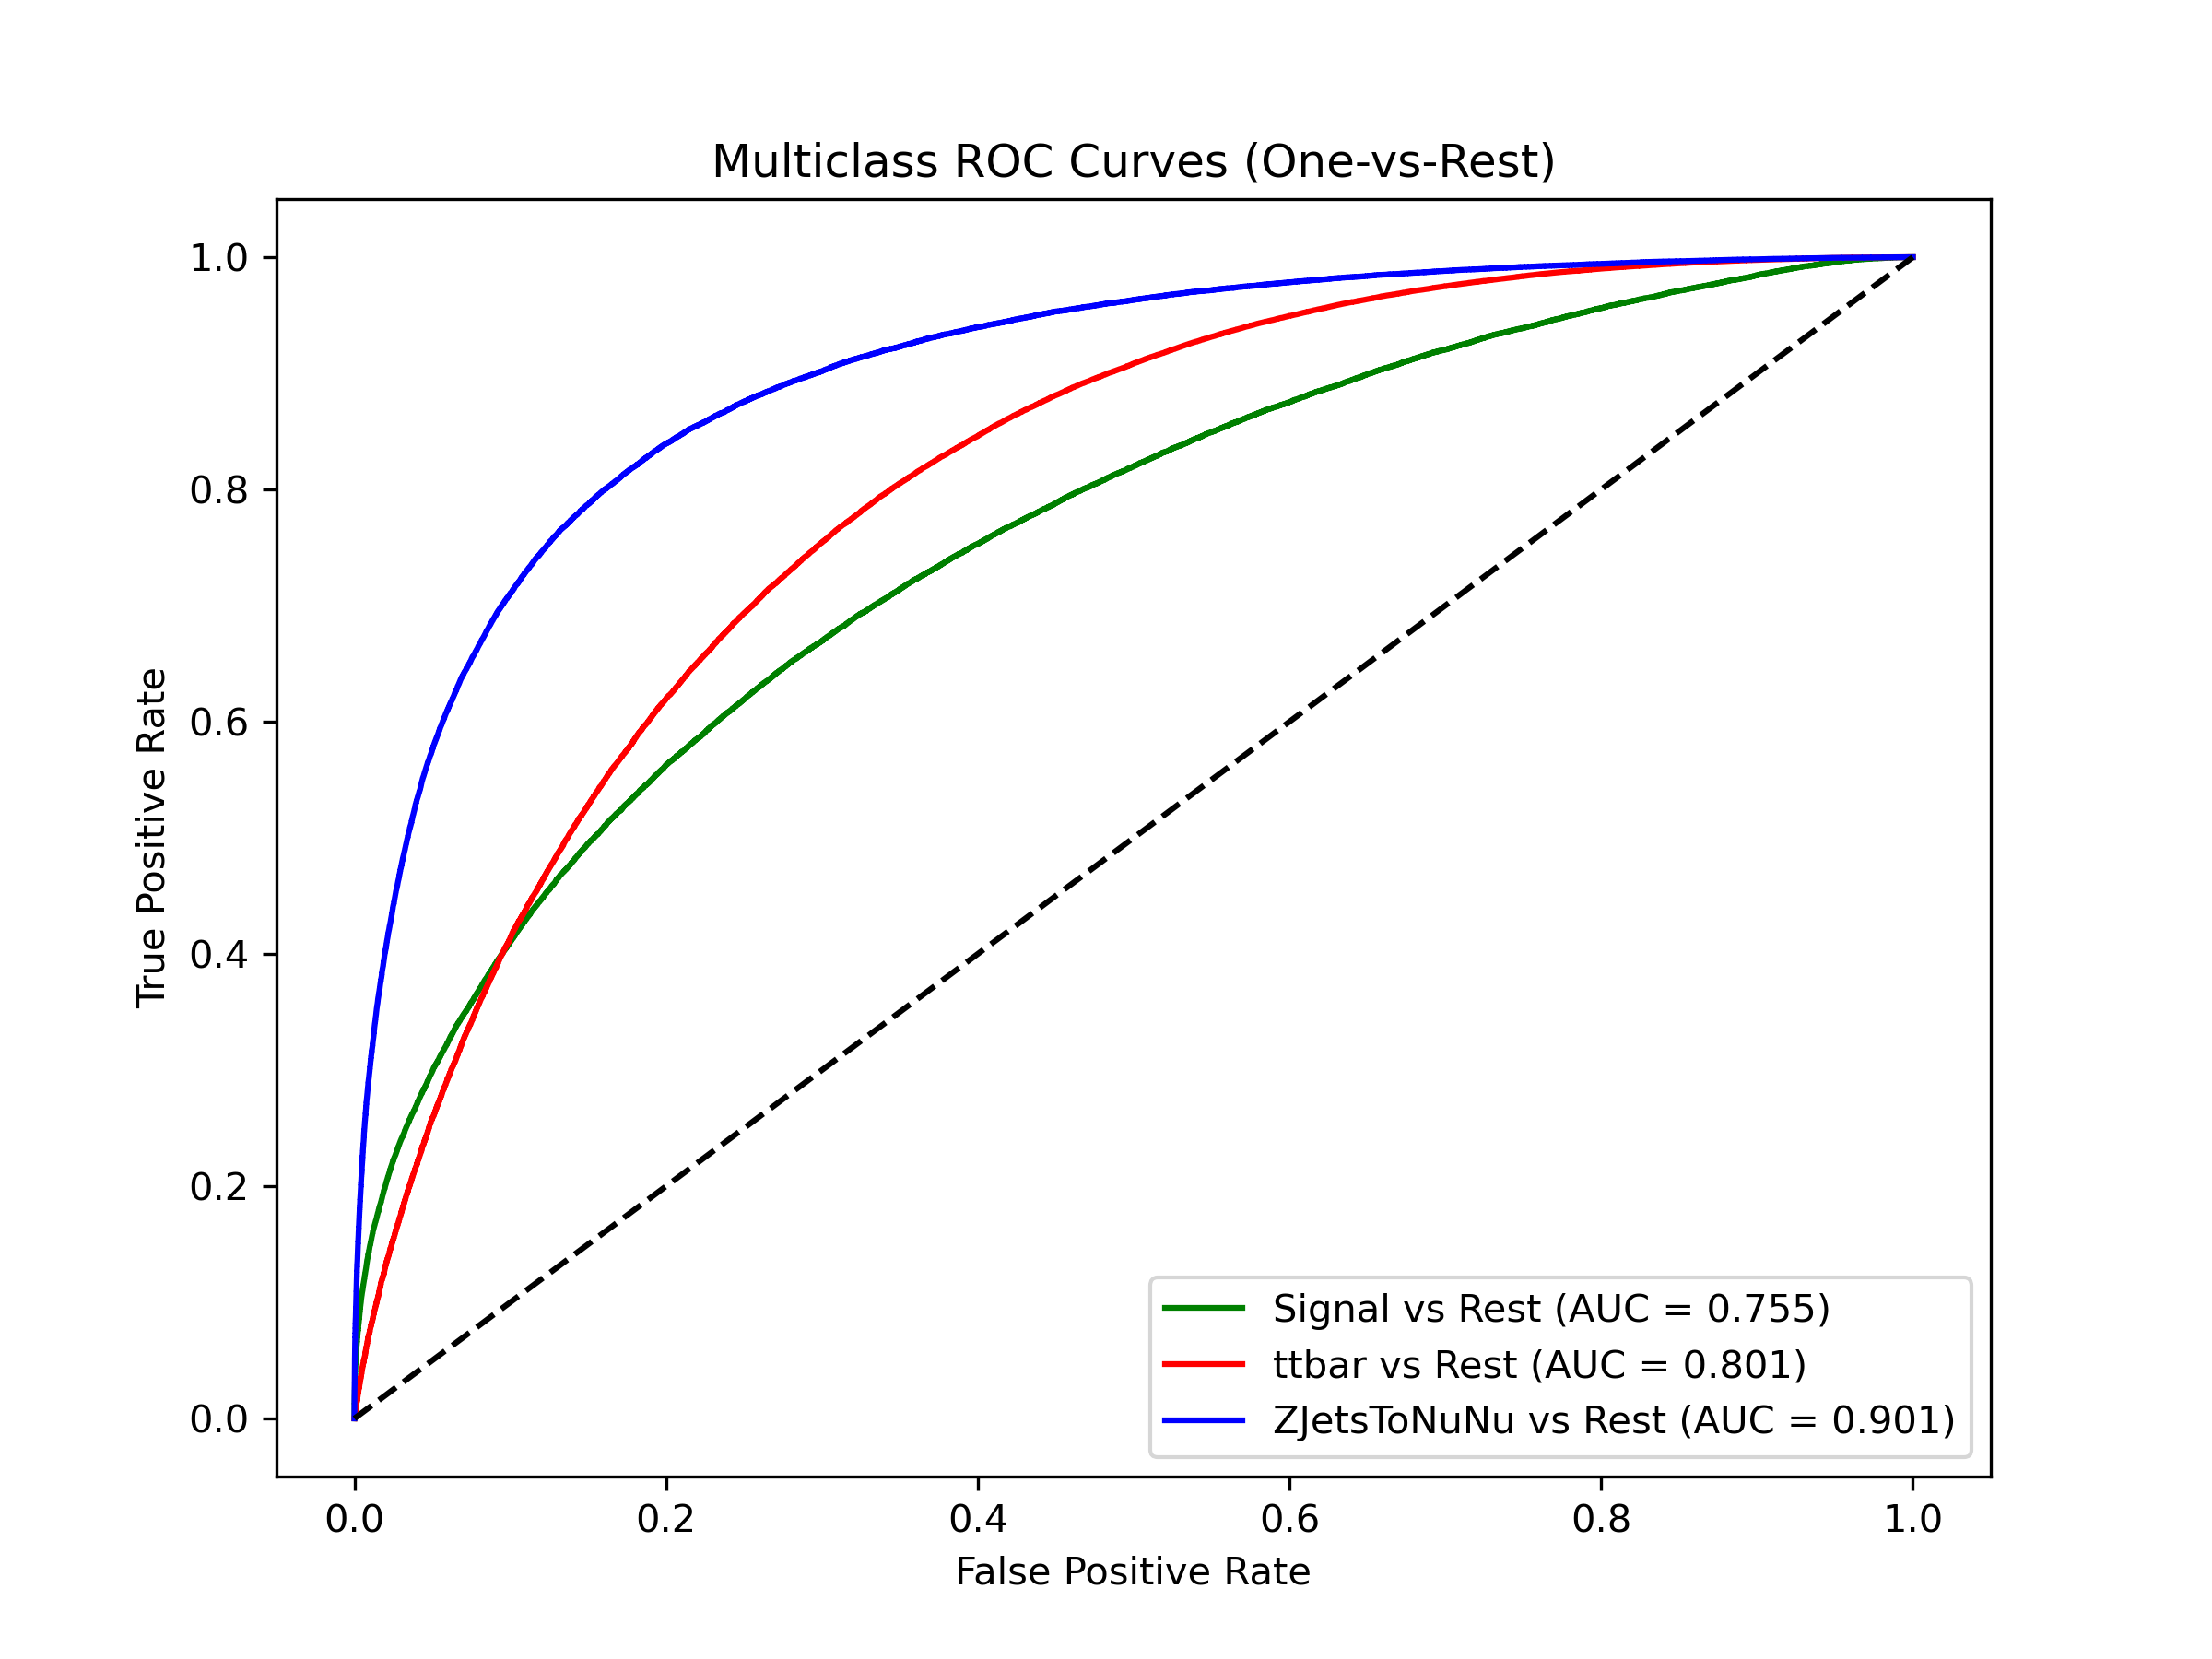 Multiclass ROC Curves (One-vs-Rest)
True Positive Rate
1.0
0.8
0.6
0.4
0.2
0.0
Signal vs Rest (AUC = 0.755)
ttbar vs Rest (AUC = 0.801)
ZJetsToNuNu vs Rest (AUC = 0.901)
0.0 0.2 0.4 0.6 0.8 1.0
False Positive Rate